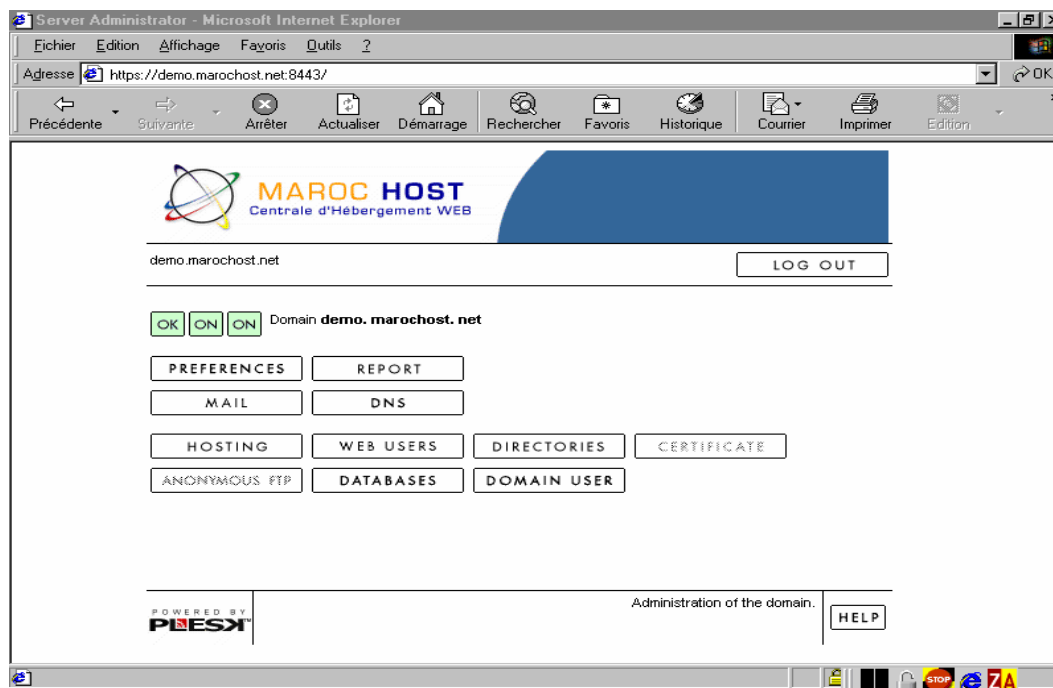 Server Administrator - Microsoft Internet Explorer
Fichier Edition Affichage Favoris Outils ?
Adresse https://demo.marochost.net:8443/ OK
Précédente Suivante Arrêter Actualiser Démarrage Rechercher Favoris Historique Courrier Imprimer Edition
MAROC HOST
Centrale d'Hébergement WEB
demo.marochost.net LOG OUT
OK ON ON Domain demo. marochost. net
PREFERENCES REPORT
MAIL DNS
HOSTING WEB USERS DIRECTORIES CERTIFICATE
ANONYMOUS FTP DATABASES DOMAIN USER
Administration of the domain.
POWERED BY
PLESK™ HELP
STOP ZA